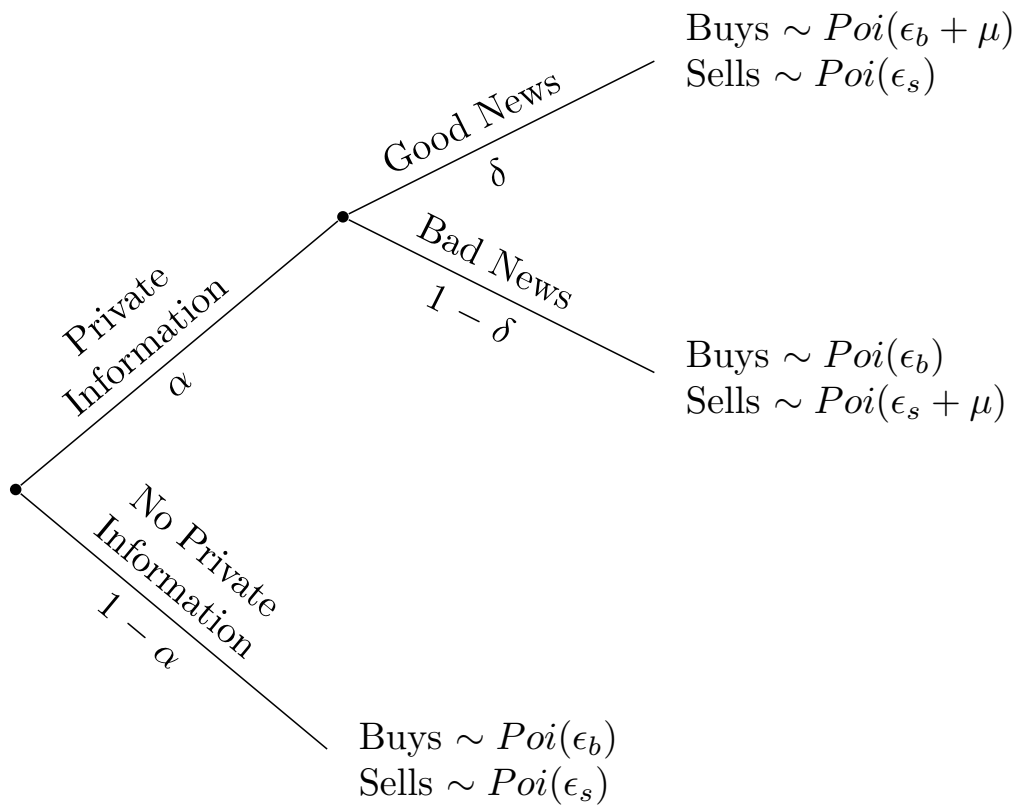 Buys ∼ Poi(ϵ_b + μ)
Sells ∼ Poi(ϵ_s)
Good News
δ
Bad News
1 − δ
Private
Information
α
Buys ∼ Poi(ϵ_b)
Sells ∼ Poi(ϵ_s + μ)
No Private
Information
1 − α
Buys ∼ Poi(ϵ_b)
Sells ∼ Poi(ϵ_s)